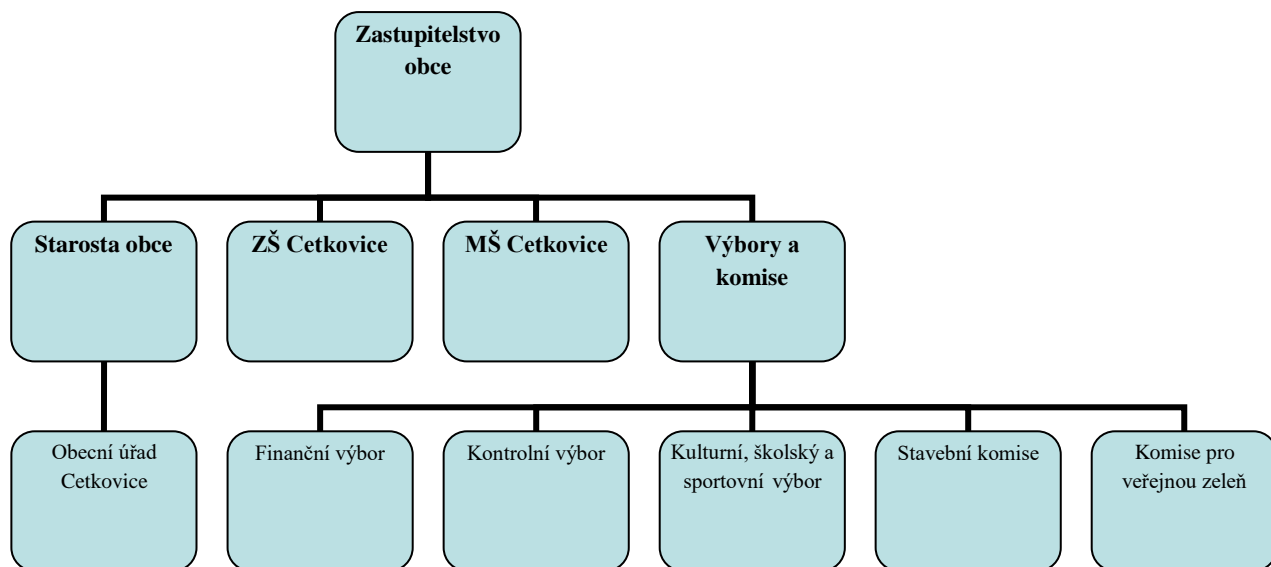 Zastupitelstvo
obce
Starosta obce
ZŠ Cetkovice
MŠ Cetkovice
Výbory a
komise
Obecní úřad
Cetkovice
Finanční výbor
Kontrolní výbor
Kulturní, školský a
sportovní výbor
Stavební komise
Komise pro
veřejnou zeleň